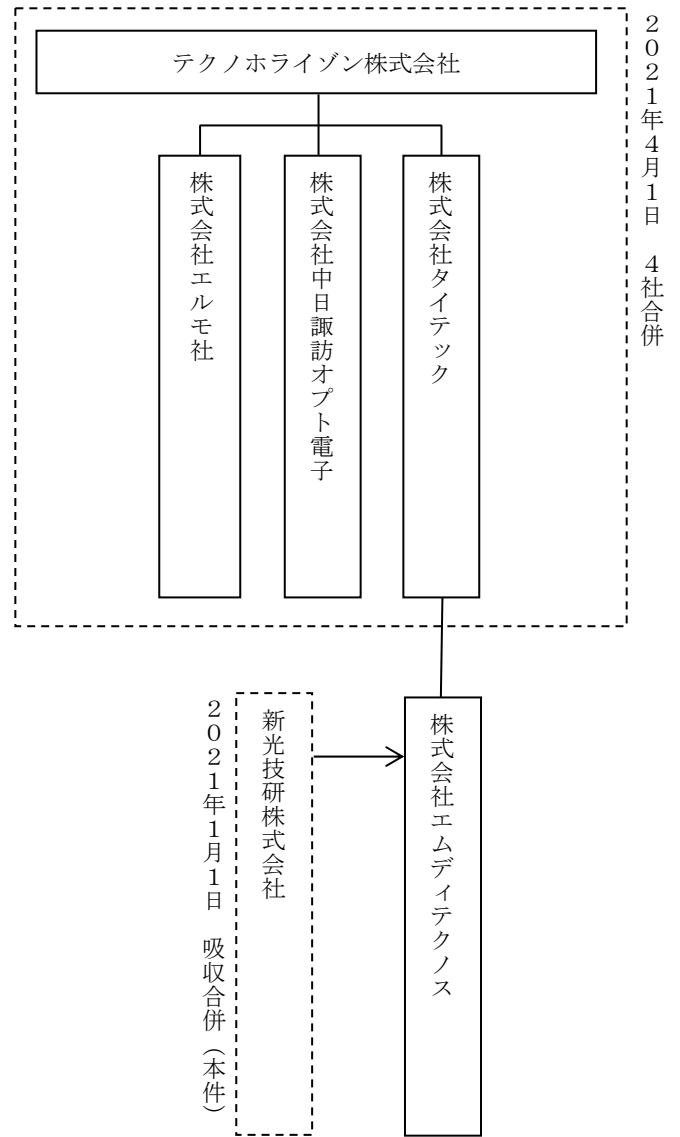 テクノホライゾン株式会社
2021年4月1日 4社合併
株式会社タイテック
株式会社中日諏訪オプト電子
株式会社エルモ社
株式会社エムディテクノス
新光技研株式会社
2021年1月1日 吸収合併(本件)